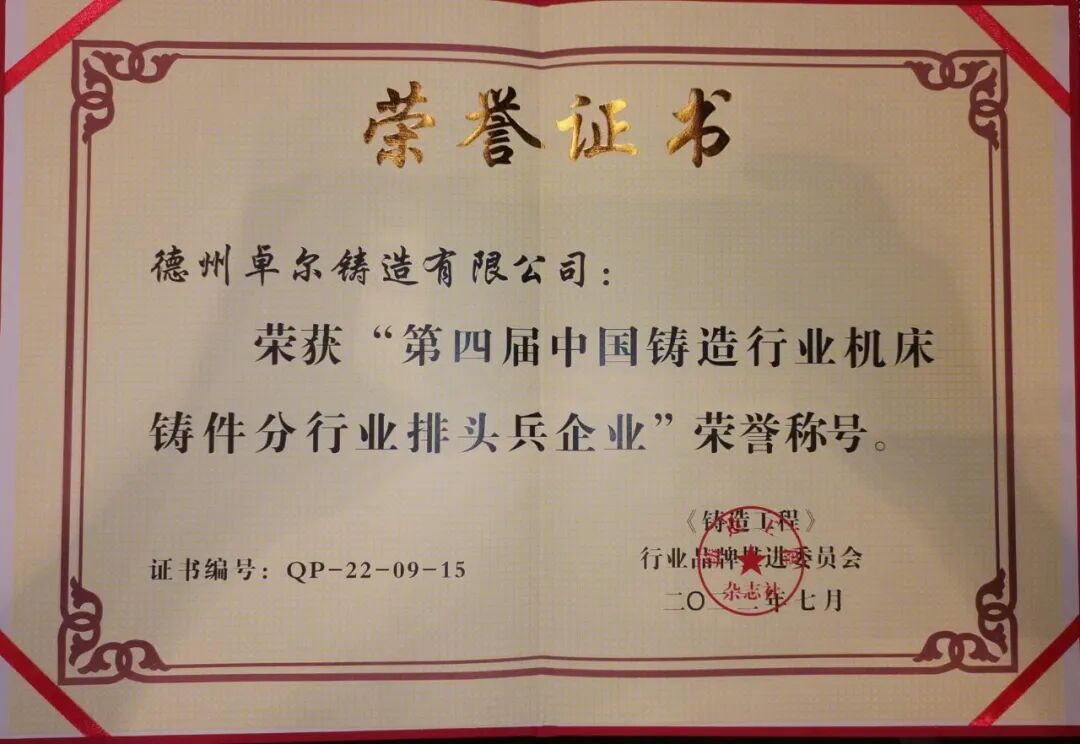 荣誉证书
德州卓尔铸造有限公司：
荣获“第四届中国铸造行业机床
铸件分行业排头兵企业”荣誉称号。
《铸造工程》
行业品牌推进委员会
证书编号：QP-22-09-15
二〇二二年七月
杂志社